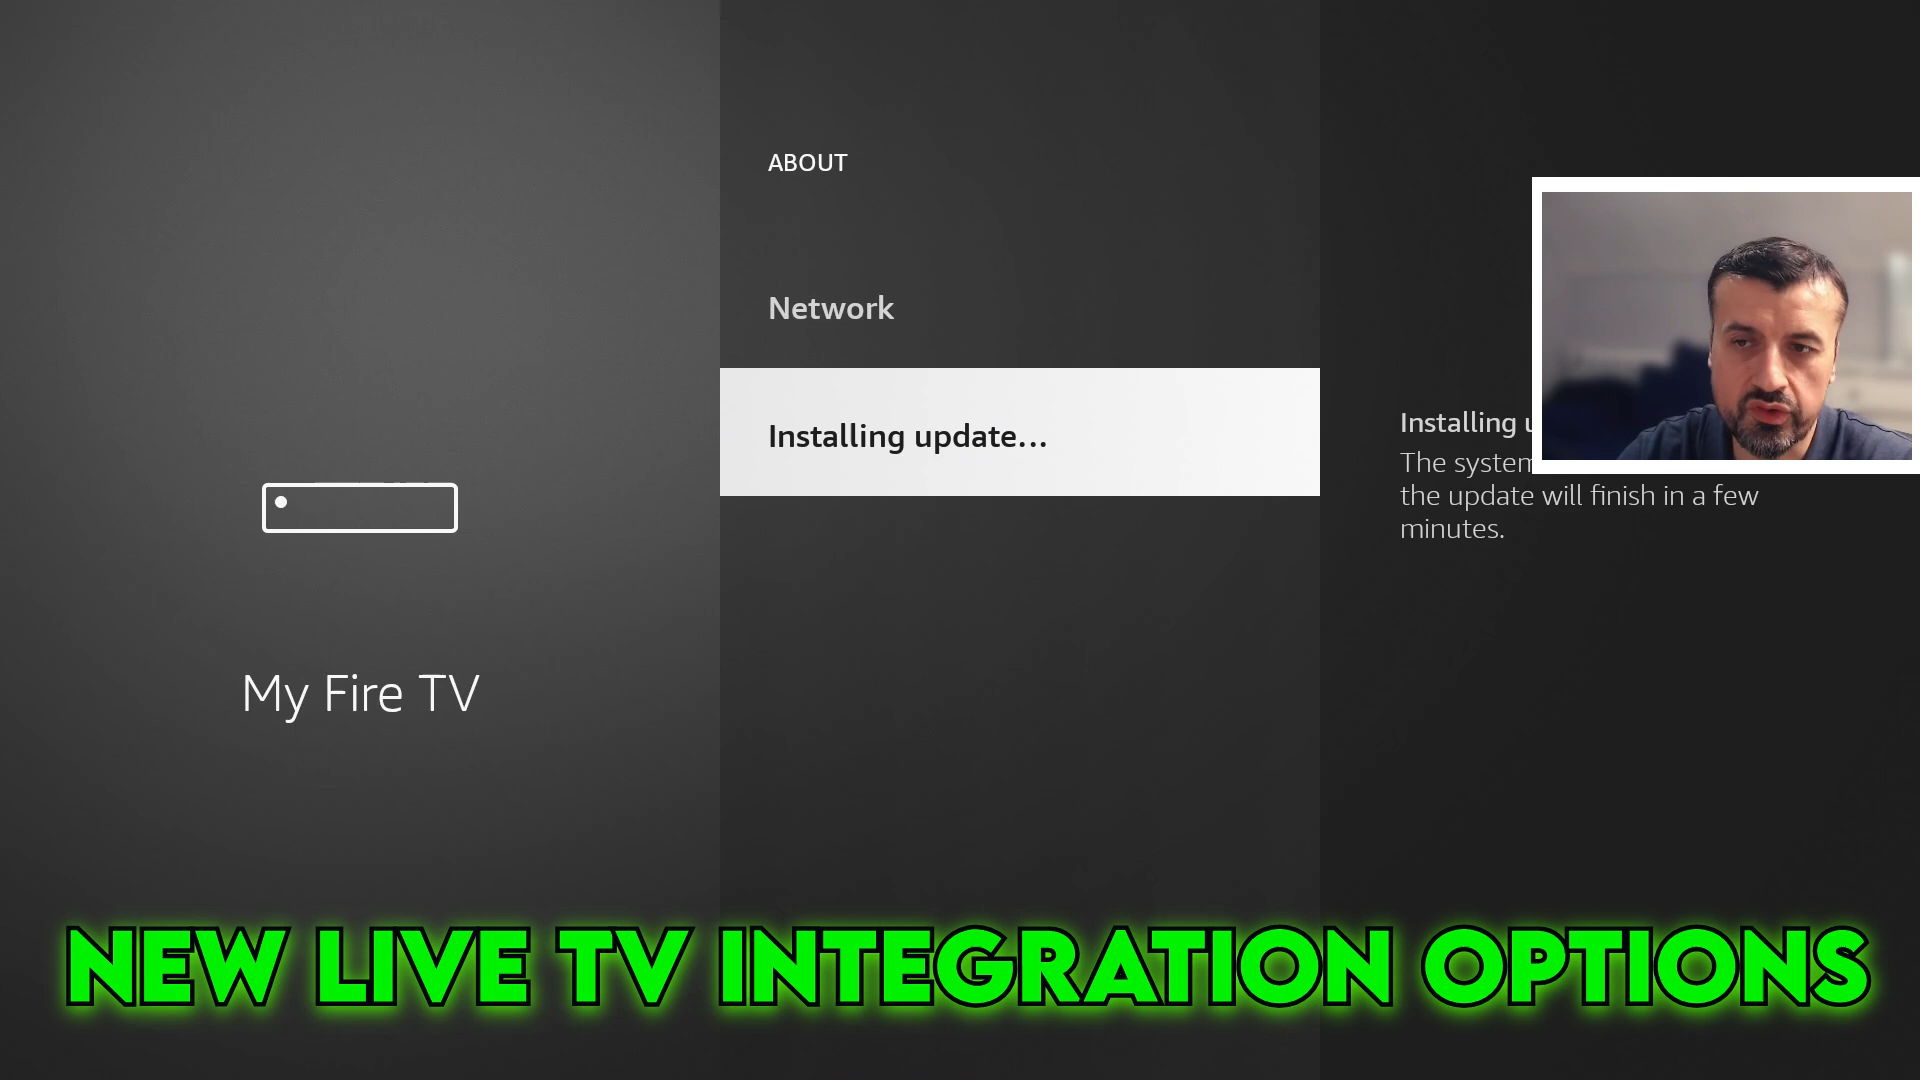 ABOUT
Network
Installing update...
My Fire TV
Installing
The system
the update will finish in a few
minutes.
NEW LIVE TV INTEGRATION OPTIONS